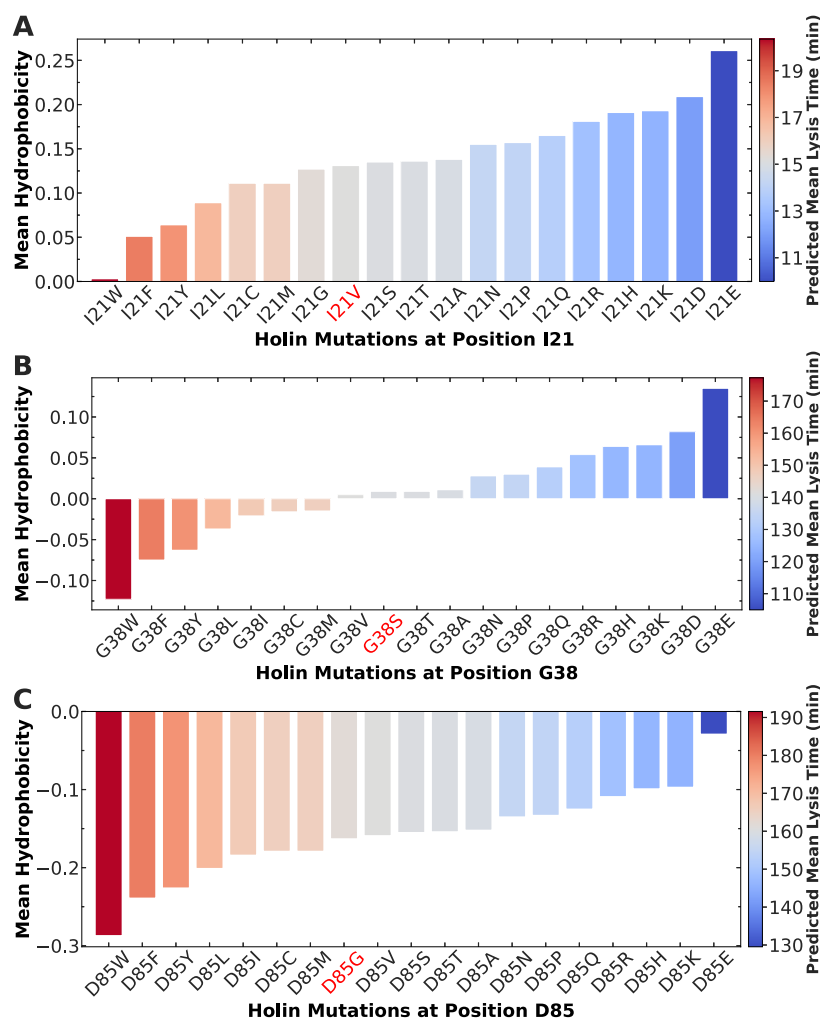 A
Mean Hydrophobicity
0.25
0.20
0.15
0.10
0.05
0.00
I21W I21F I21Y I21L I21C I21M I21G I21V I21S I21T I21A I21N I21P I21Q I21R I21H I21K I21D I21E
Holin Mutations at Position I21
19
17
15
13
11
Predicted Mean Lysis Time (min)
B
Mean Hydrophobicity
0.10
0.05
0.00
−0.05
−0.10
G38W G38F G38Y G38L G38I G38C G38M G38V G38S G38T G38A G38N G38P G38Q G38R G38H G38K G38D G38E
Holin Mutations at Position G38
170
160
150
140
130
120
110
Predicted Mean Lysis Time (min)
C
Mean Hydrophobicity
0.0
−0.1
−0.2
−0.3
D85W D85F D85Y D85L D85I D85C D85M D85G D85V D85S D85T D85A D85N D85P D85Q D85R D85H D85K D85E
Holin Mutations at Position D85
190
180
170
160
150
140
130
Predicted Mean Lysis Time (min)